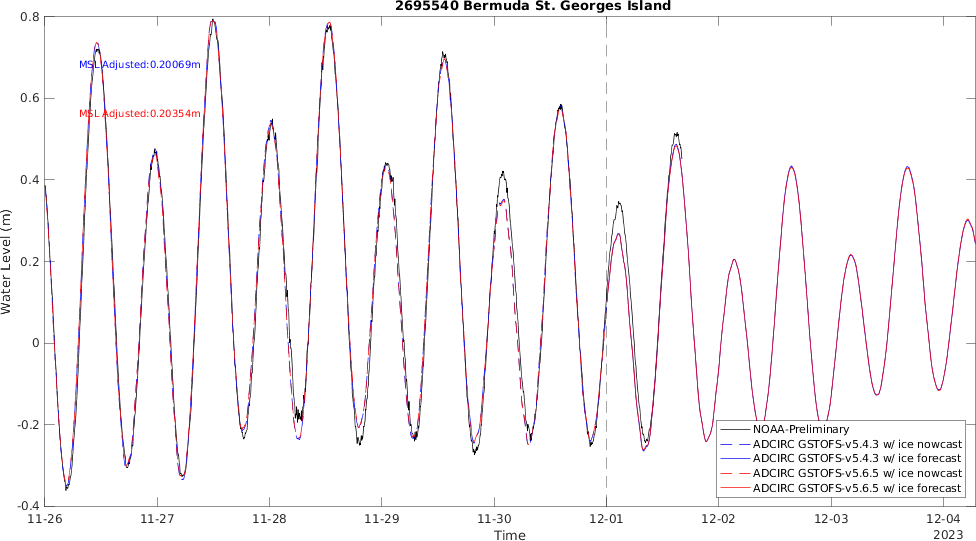 2695540 Bermuda St. Georges Island
0.8
0.6
0.4
0.2
0
-0.2
-0.4
Water Level (m)
MSL Adjusted:0.20069m
MSL Adjusted:0.20354m
NOAA-Preliminary
ADCIRC GSTOFS-v5.4.3 w/ ice nowcast
ADCIRC GSTOFS-v5.4.3 w/ ice forecast
ADCIRC GSTOFS-v5.6.5 w/ ice nowcast
ADCIRC GSTOFS-v5.6.5 w/ ice forecast
11-26 11-27 11-28 11-29 11-30 12-01 12-02 12-03 12-04
Time
2023